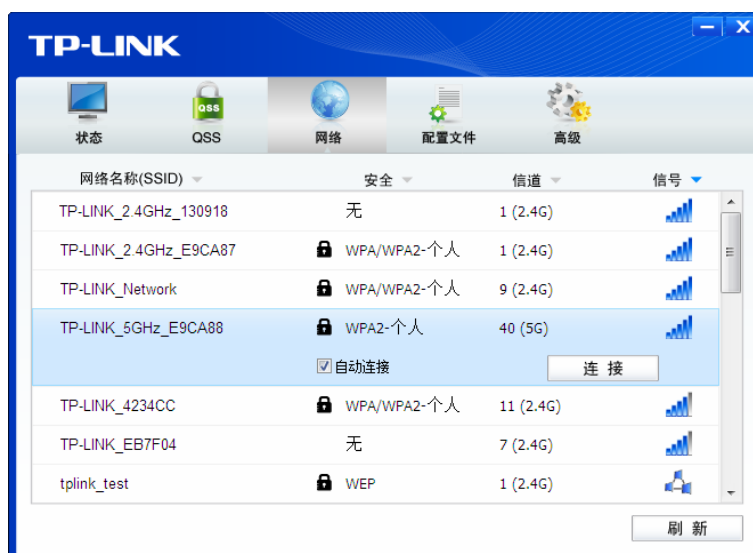 TP-LINK
状态 QSS 网络 配置文件 高级
网络名称(SSID) 安全 信道 信号
TP-LINK_2.4GHz_130918 无 1 (2.4G)
TP-LINK_2.4GHz_E9CA87 WPA/WPA2-个人 1 (2.4G)
TP-LINK_Network WPA/WPA2-个人 9 (2.4G)
TP-LINK_5GHz_E9CA88 WPA2-个人 40 (5G)
自动连接 连 接
TP-LINK_4234CC WPA/WPA2-个人 11 (2.4G)
TP-LINK_EB7F04 无 7 (2.4G)
tplink_test WEP 1 (2.4G)
刷 新